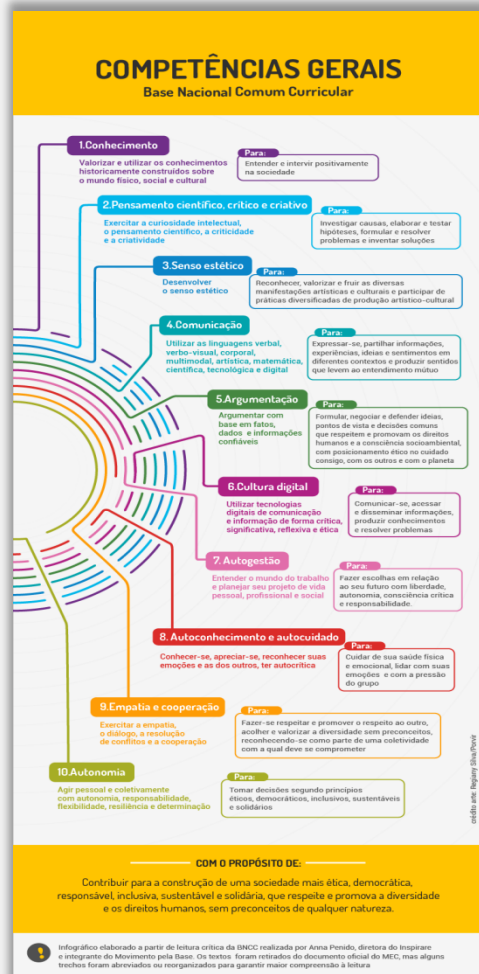 COMPETÊNCIAS GERAIS
Base Nacional Comum Curricular
1.Conhecimento
Valorizar e utilizar os conhecimentos
historicamente construídos sobre
o mundo físico, social e cultural
Para:
Entender e intervir positivamente
na sociedade
2.Pensamento científico, crítico e criativo
Exercitar a curiosidade intelectual,
o pensamento científico, a criticidade
e a criatividade
Para:
Investigar causas, elaborar e testar
hipóteses, formular e resolver
problemas e inventar soluções
3.Senso estético
Desenvolver
o senso estético
Para:
Reconhecer, valorizar e fruir as diversas
manifestações artísticas e culturais e participar de
práticas diversificadas de produção artístico-cultural
4.Comunicação
Utilizar as linguagens verbal,
verbo-visual, corporal,
multimodal, artística, matemática,
científica, tecnológica e digital
Para:
Expressar-se, partilhar informações,
experiências, ideias e sentimentos em
diferentes contextos e produzir sentidos
que levem ao entendimento mútuo
5.Argumentação
Argumentar com
base em fatos,
dados e informações
confiáveis
Para:
Formular, negociar e defender ideias,
pontos de vista e decisões comuns
que respeitem e promovam os direitos
humanos e a consciência socioambiental,
com posicionamento ético no cuidado
consigo, com os outros e com o planeta
6.Cultura digital
Utilizar tecnologias
digitais de comunicação
e informação de forma crítica,
significativa, reflexiva e ética
Para:
Comunicar-se, acessar
e disseminar informações,
produzir conhecimentos
e resolver problemas
7. Autogestão
Entender o mundo do trabalho
e planejar seu projeto de vida
pessoal, profissional e social
Para:
Fazer escolhas em relação
ao seu futuro com liberdade,
autonomia, consciência crítica
e responsabilidade.
8. Autoconhecimento e autocuidado
Conhecer-se, apreciar-se, reconhecer suas
emoções e as dos outros, ter autocrítica
Para:
Cuidar de sua saúde física
e emocional, lidar com suas
emoções e com a pressão
do grupo
9.Empatia e cooperação
Exercitar a empatia,
o diálogo, a resolução
de conflitos e a cooperação
Para:
Fazer-se respeitar e promover o respeito ao outro,
acolher e valorizar a diversidade sem preconceitos,
reconhecendo-se como parte de uma coletividade
com a qual deve se comprometer
10.Autonomia
Agir pessoal e coletivamente
com autonomia, responsabilidade,
flexibilidade, resiliência e determinação
Para:
Tomar decisões segundo princípios
éticos, democráticos, inclusivos, sustentáveis
e solidários
crédito arte: Regiany Silva/Porvir
COM O PROPÓSITO DE:
Contribuir para a construção de uma sociedade mais ética, democrática,
responsável, inclusiva, sustentável e solidária, que respeite e promova a diversidade
e os direitos humanos, sem preconceitos de qualquer natureza.
Infográfico elaborado a partir de leitura crítica da BNCC realizada por Anna Penido, diretora do Inspirare
e integrante do Movimento pela Base. Os textos foram retirados do documento oficial do MEC, mas alguns
trechos foram abreviados ou reorganizados para garantir maior compreensão à leitura